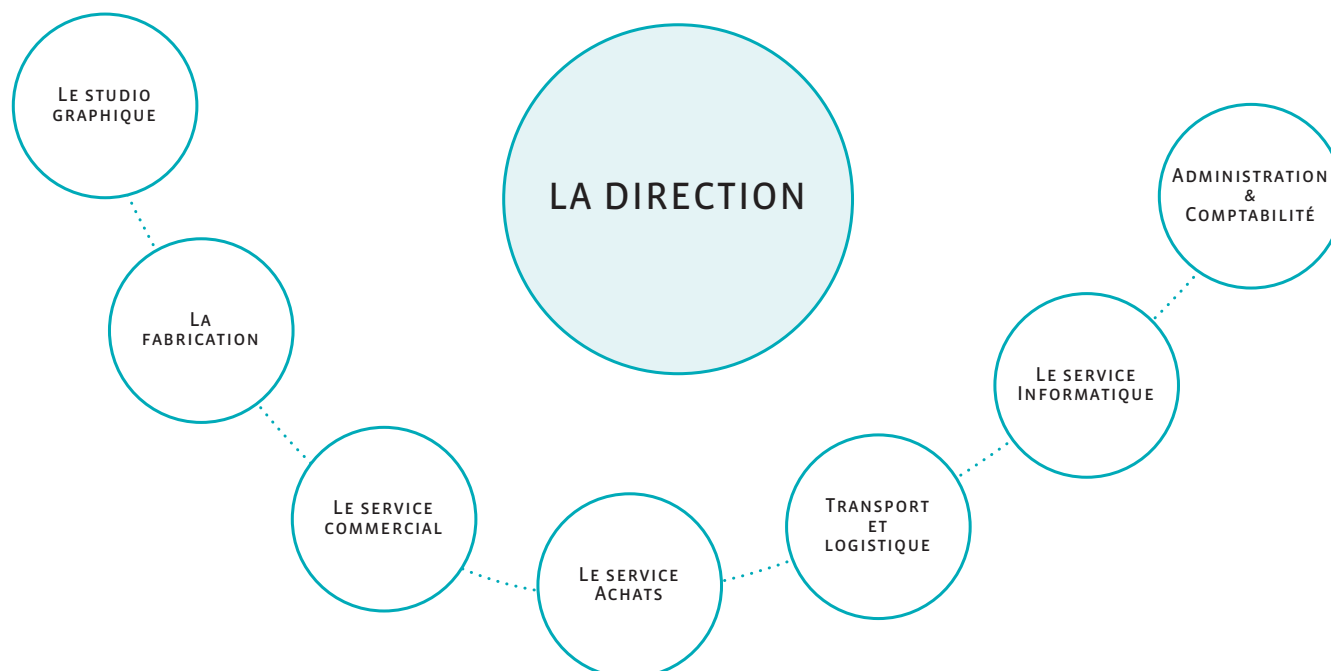 Le studio
graphique
LA DIRECTION
Administration
&
Comptabilité
La
fabrication
Le service
Informatique
Le service
commercial
Transport
et
logistique
Le service
Achats